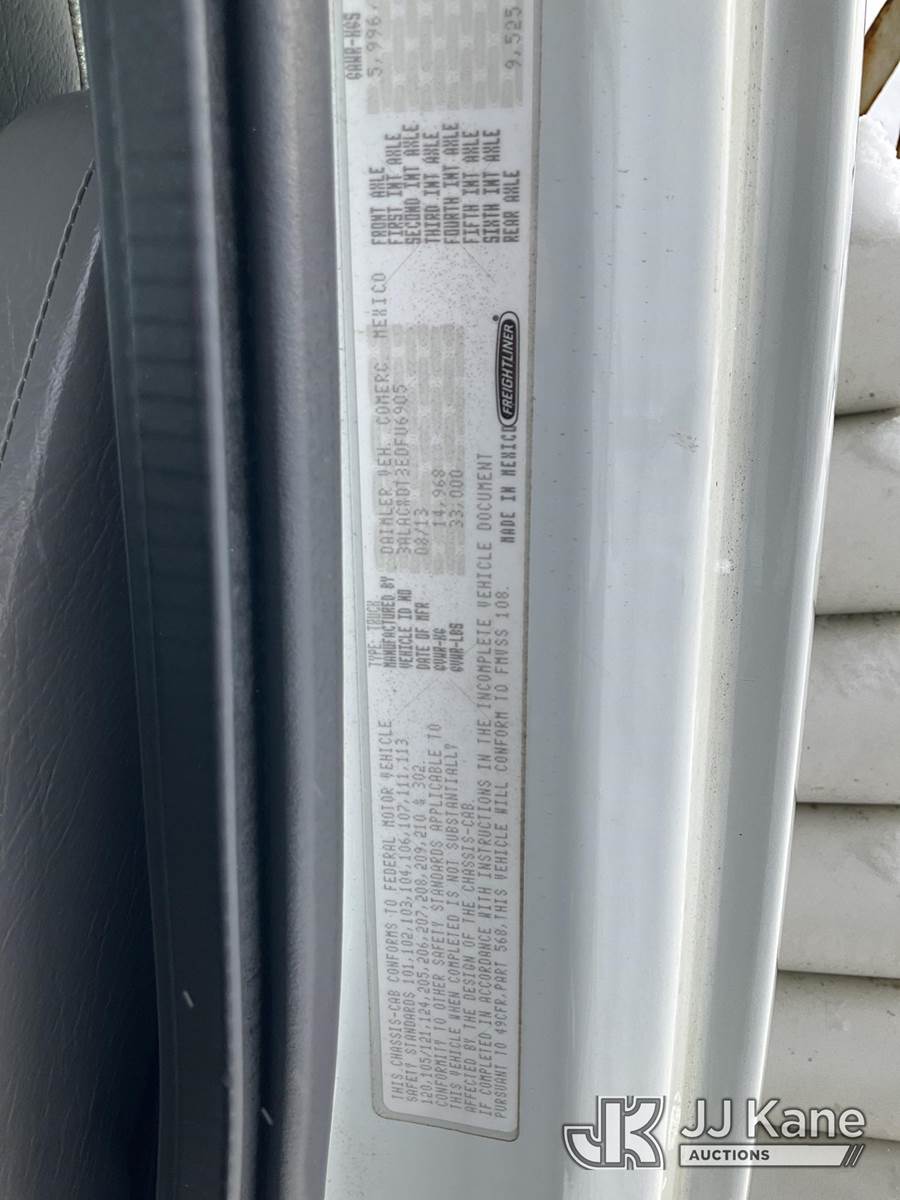 THIS CHASSIS-CAB CONFORMS TO FEDERAL MOTOR VEHICLE
SAFETY STANDARDS 101,102,103,104,106,107,111,113
120,105/121,124,205,206,207,208,209,210 & 302.
CONFORMITY TO OTHER SAFETY STANDARDS APPLICABLE TO
THIS VEHICLE WHEN COMPLETED IS NOT SUBSTANTIALLY
AFFECTED BY THE DESIGN OF THE CHASSIS-CAB.
IF COMPLETED IN ACCORDANCE WITH INSTRUCTIONS IN THE INCOMPLETE VEHICLE DOCUMENT
PURSUANT TO 49CFR,PART 568,THIS VEHICLE WILL CONFORM TO FMVSS 108.
TYPE: TRUCK
MANUFACTURED BY DAIMLER VEH. COMERC. MEXICO
VEHICLE ID NO
DATE OF MFR 08/13
GVWR-KG 14,968
GVWR-LBS 33,000
MADE IN MEXICO
FREIGHTLINER
GAWR-KGS
FRONT AXLE 5,996
FIRST INT AXLE
SECOND INT AXLE
THIRD INT AXLE
FOURTH INT AXLE
FIFTH INT AXLE
SIXTH INT AXLE
REAR AXLE 9,525
JK JJ Kane
AUCTIONS